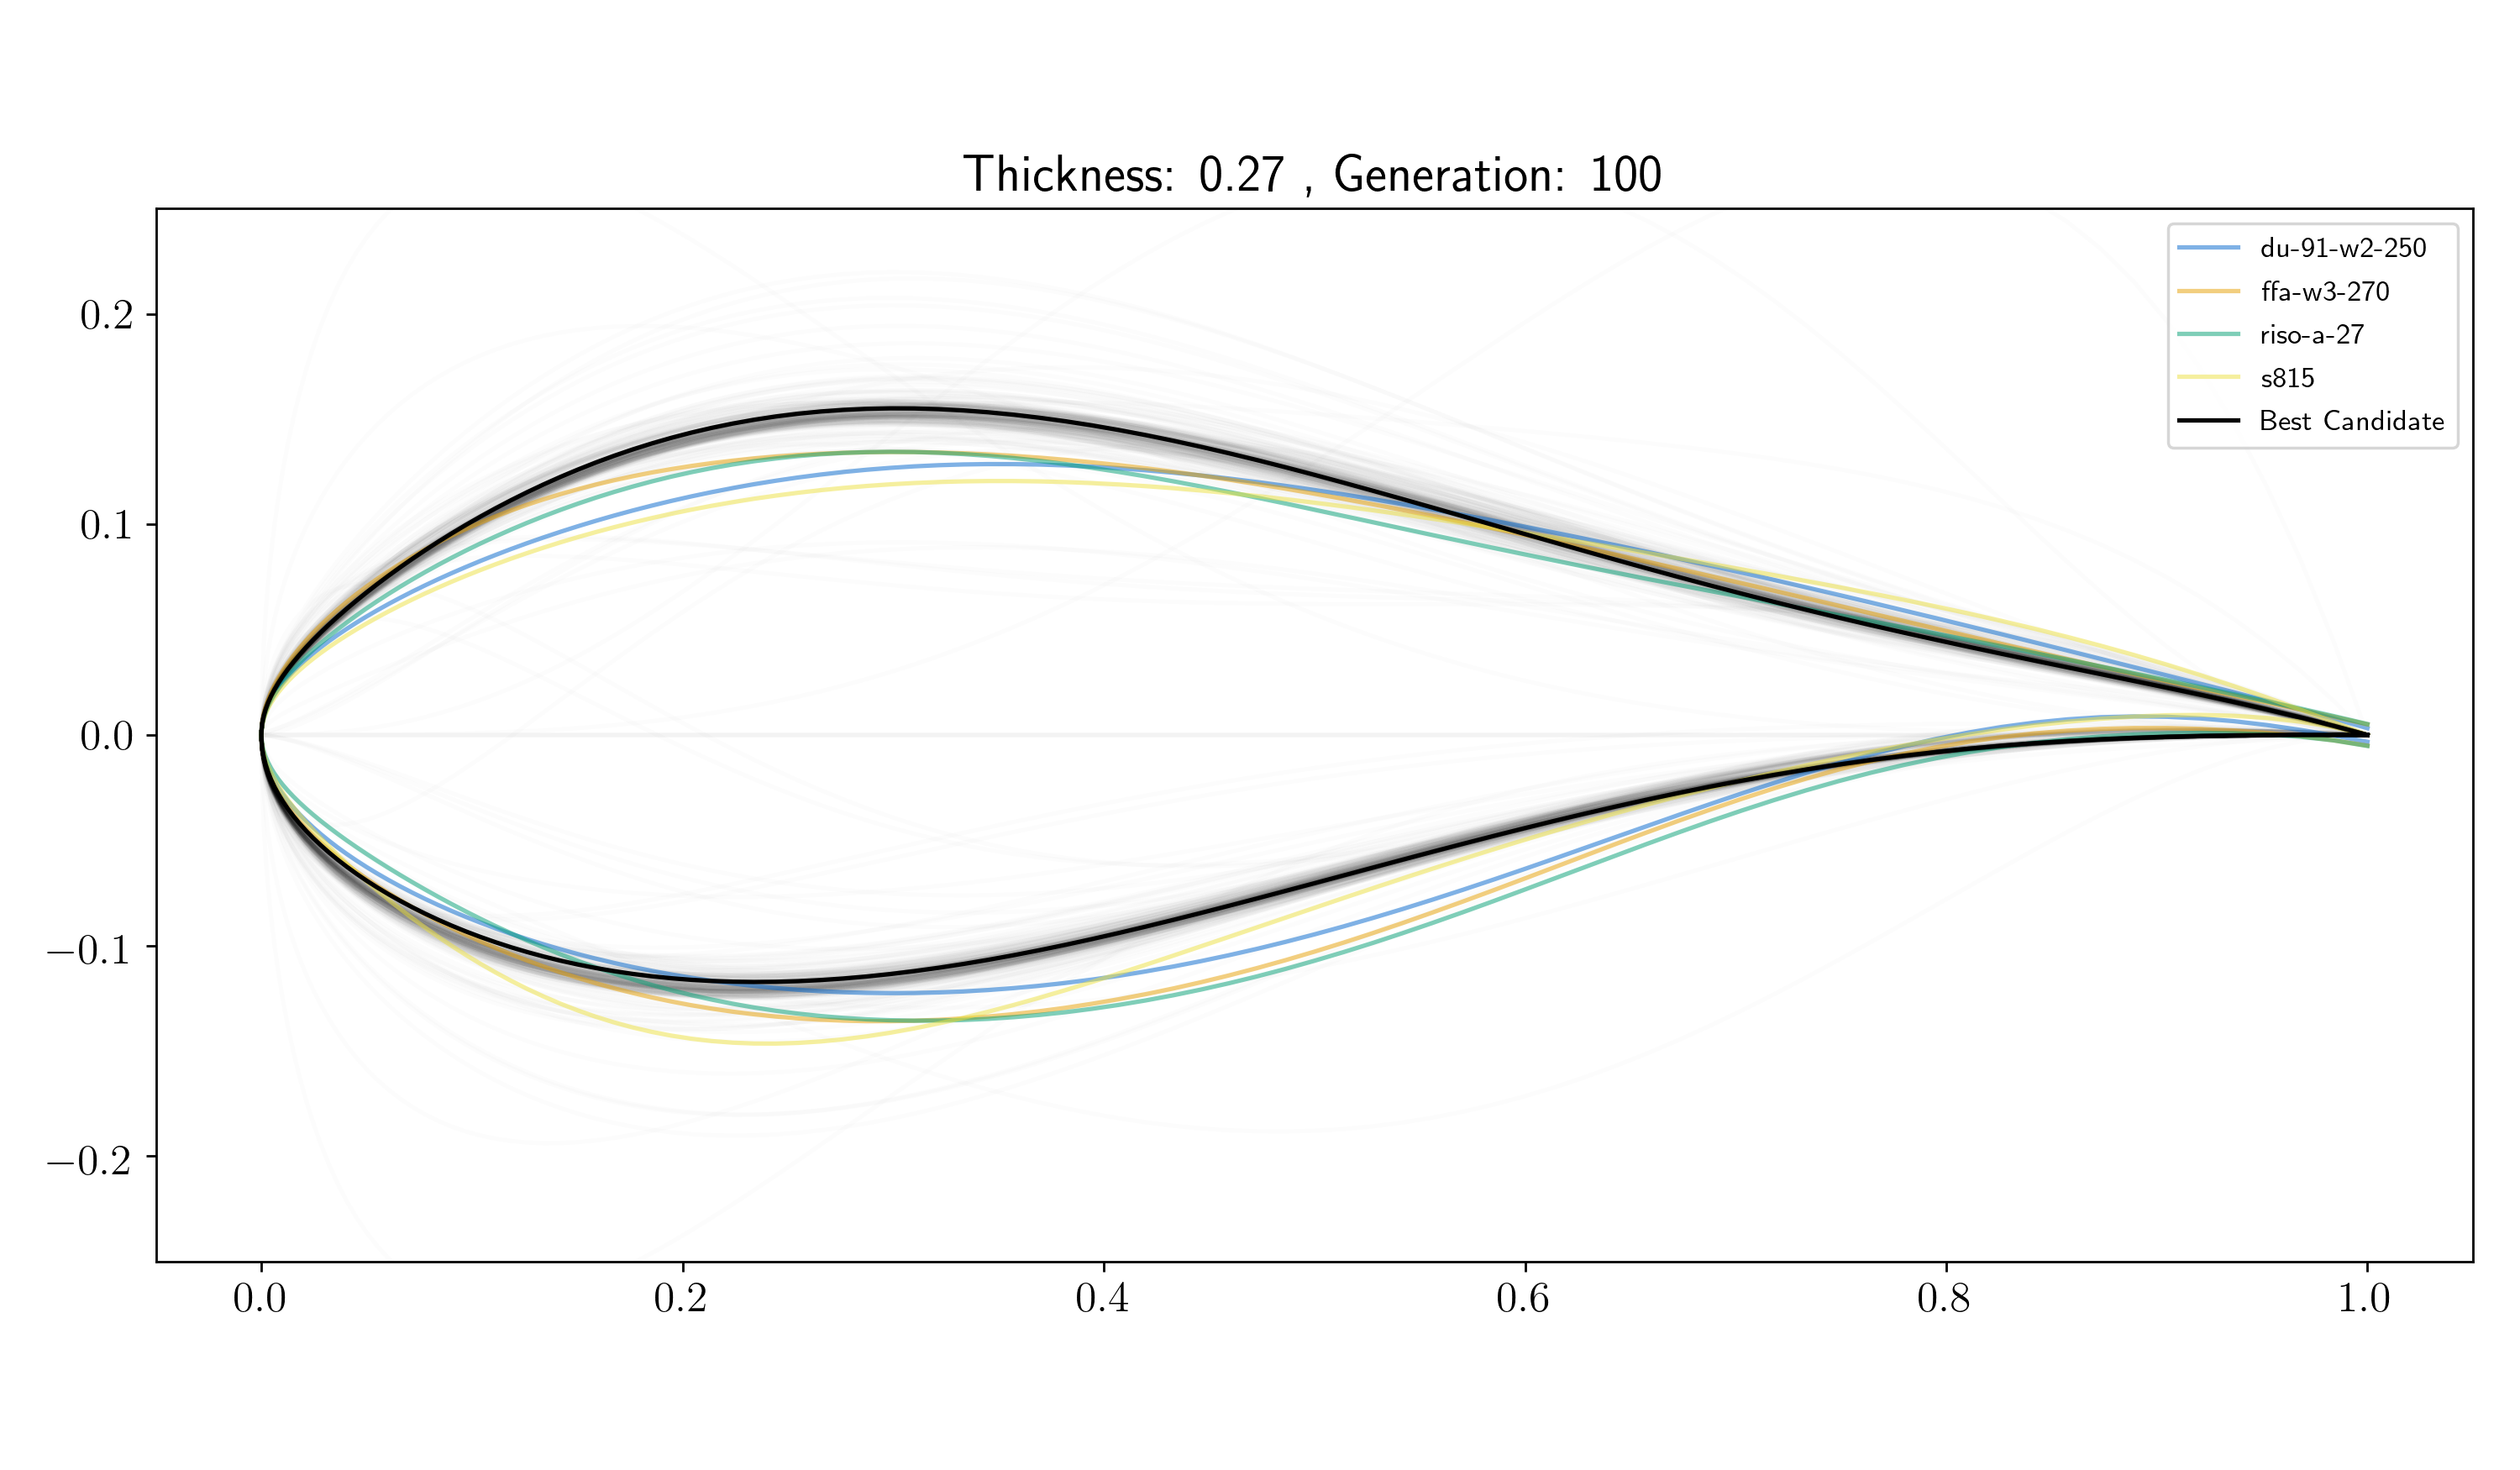 Thickness: 0.27 , Generation: 100
du-91-w2-250
ffa-w3-270
riso-a-27
s815
Best Candidate
0.2
0.1
0.0
−0.1
−0.2
0.0 0.2 0.4 0.6 0.8 1.0